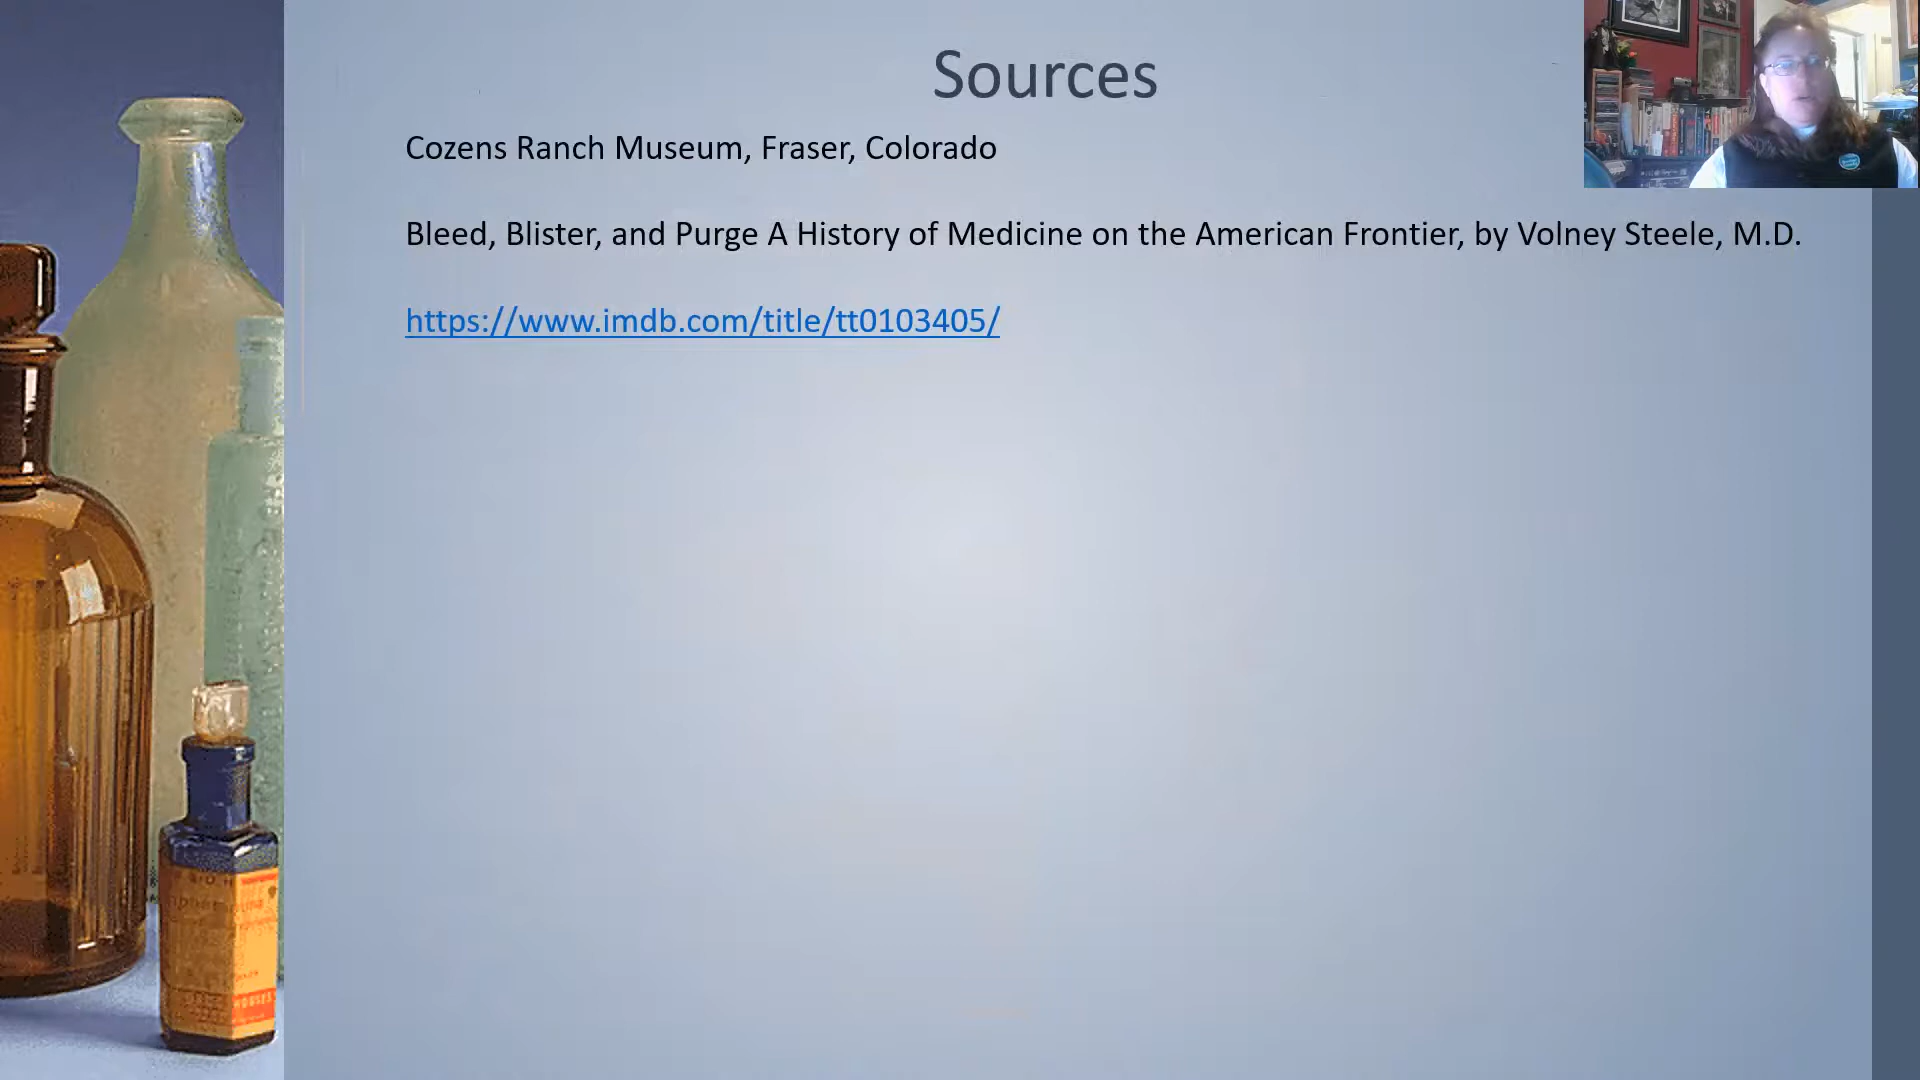 Sources
Cozens Ranch Museum, Fraser, Colorado
Bleed, Blister, and Purge A History of Medicine on the American Frontier, by Volney Steele, M.D.
https://www.imdb.com/title/tt0103405/